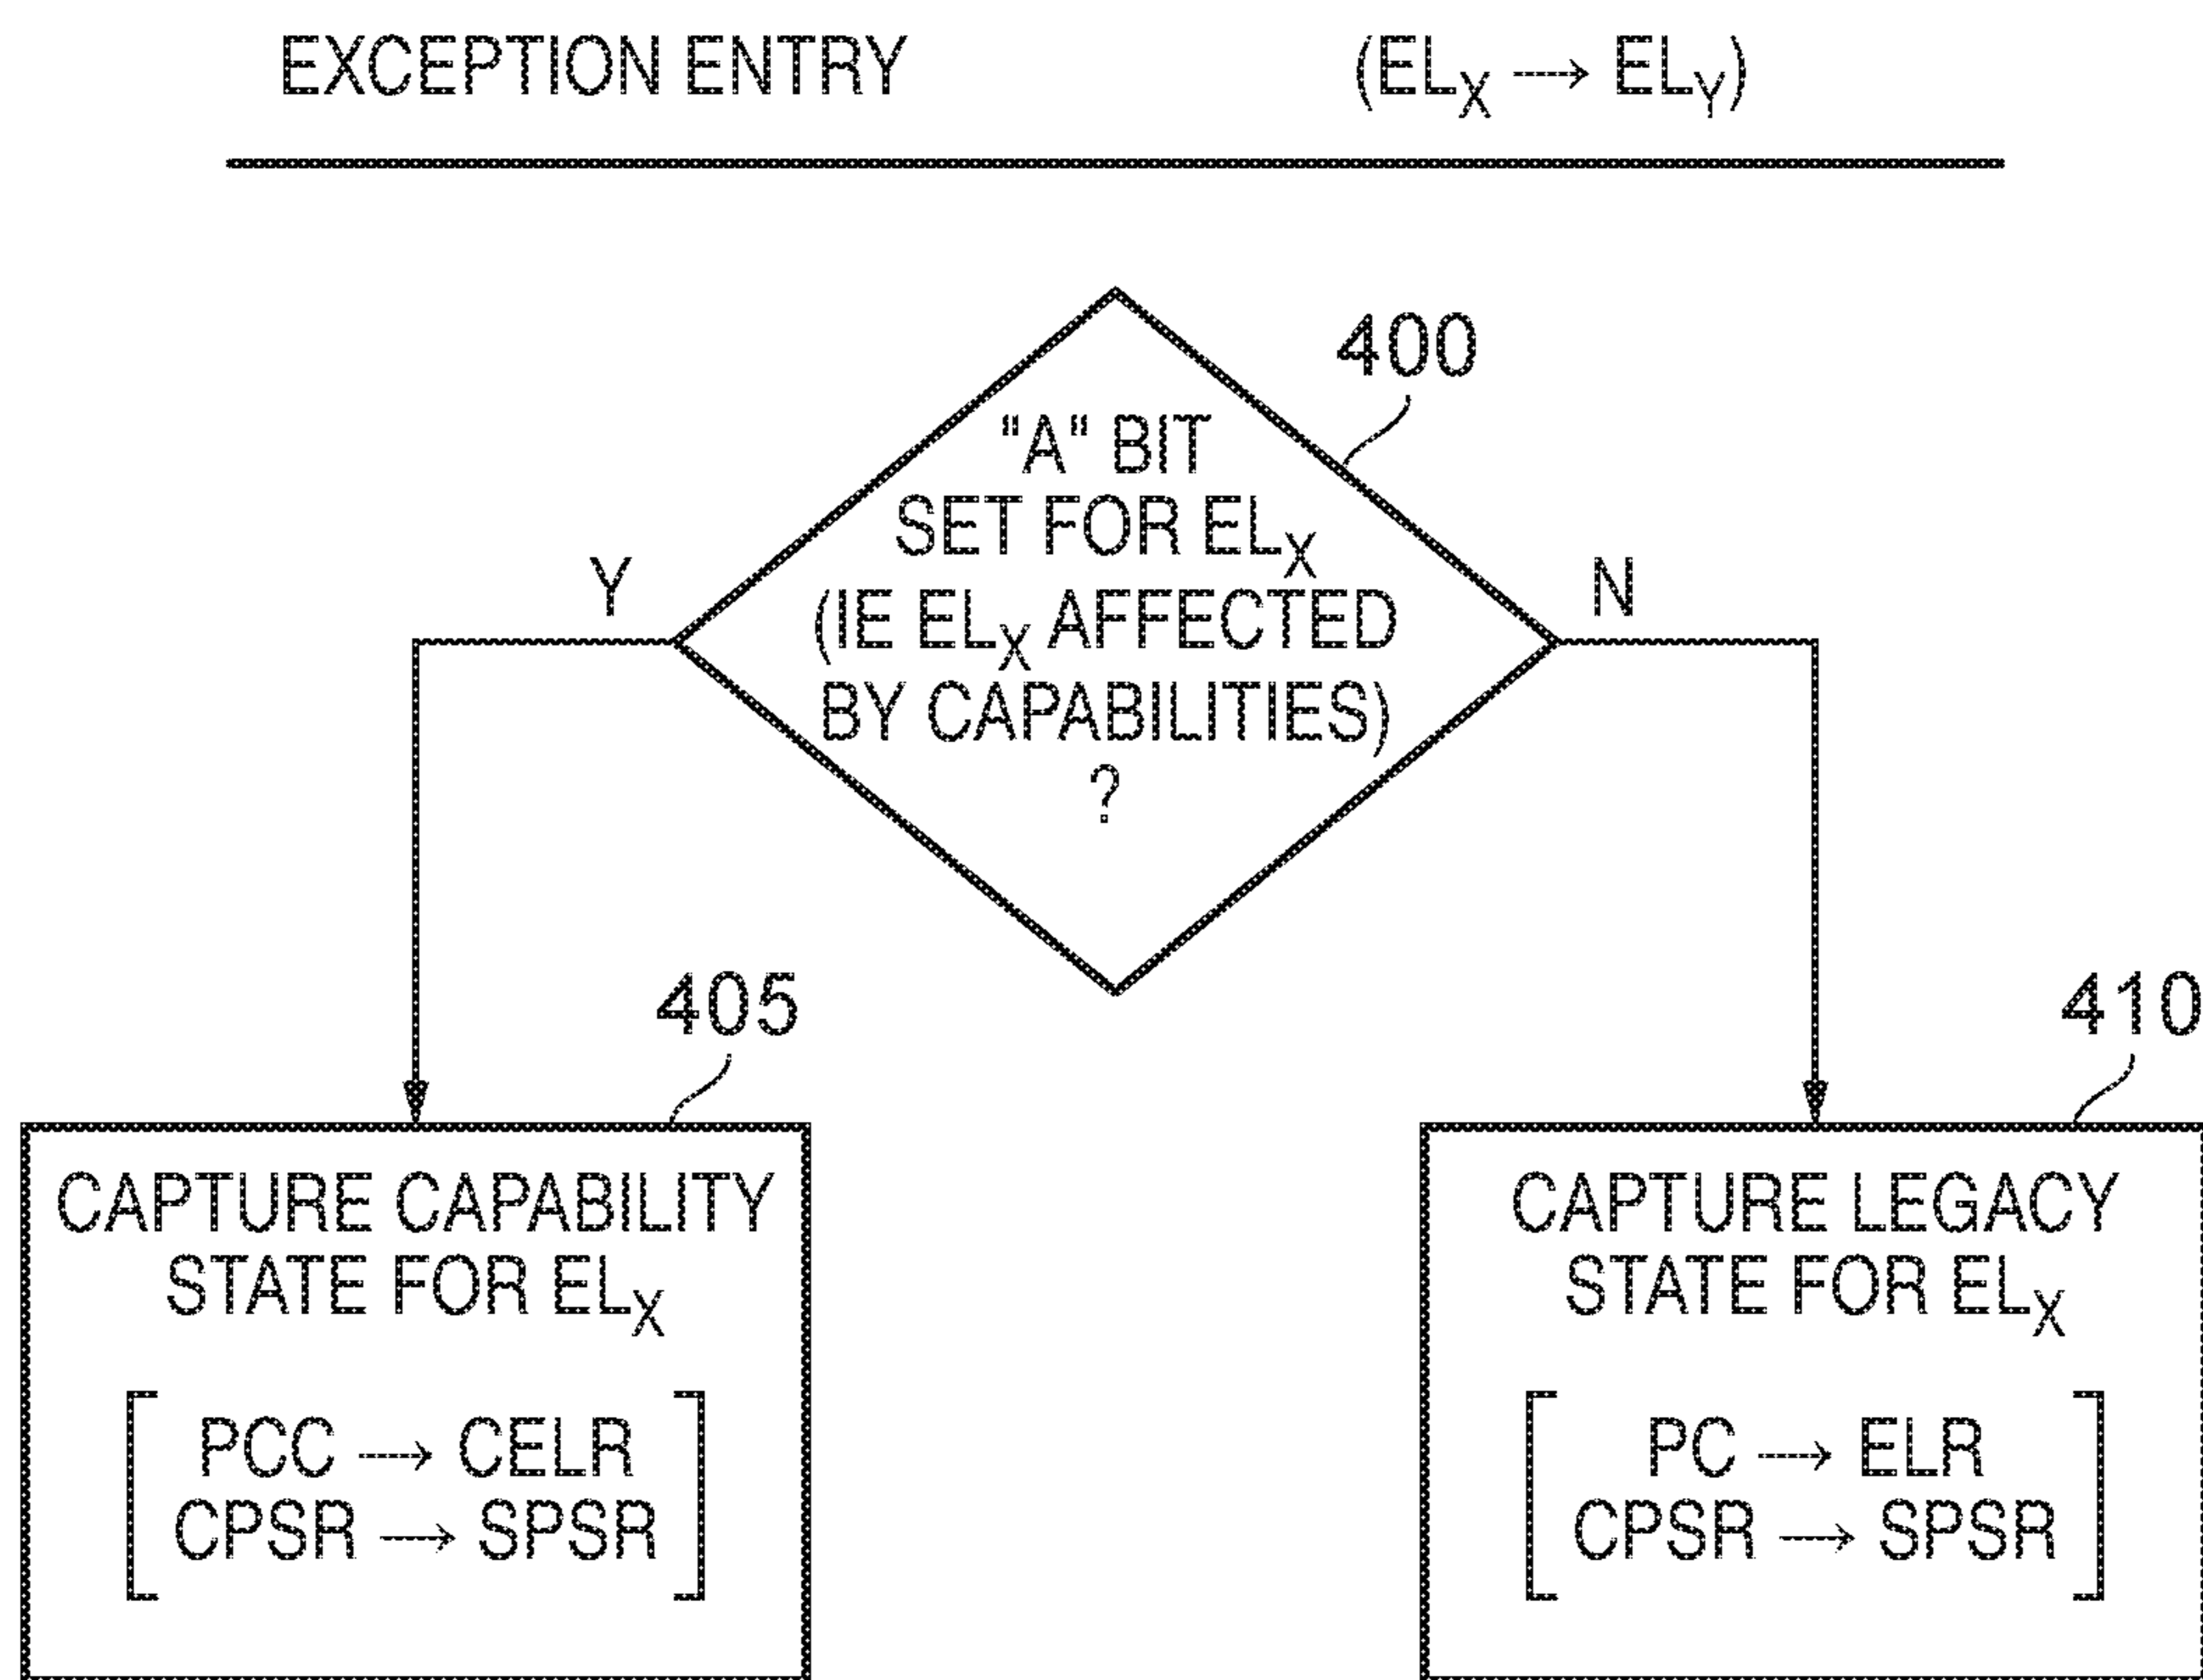 EXCEPTION ENTRY (ELX → ELY)
400
"A" BIT
SET FOR ELX
(IE ELX AFFECTED
BY CAPABILITIES)
?
Y
N
405
CAPTURE CAPABILITY
STATE FOR ELX
PCC → CELR
CPSR → SPSR
410
CAPTURE LEGACY
STATE FOR ELX
PC → ELR
CPSR → SPSR